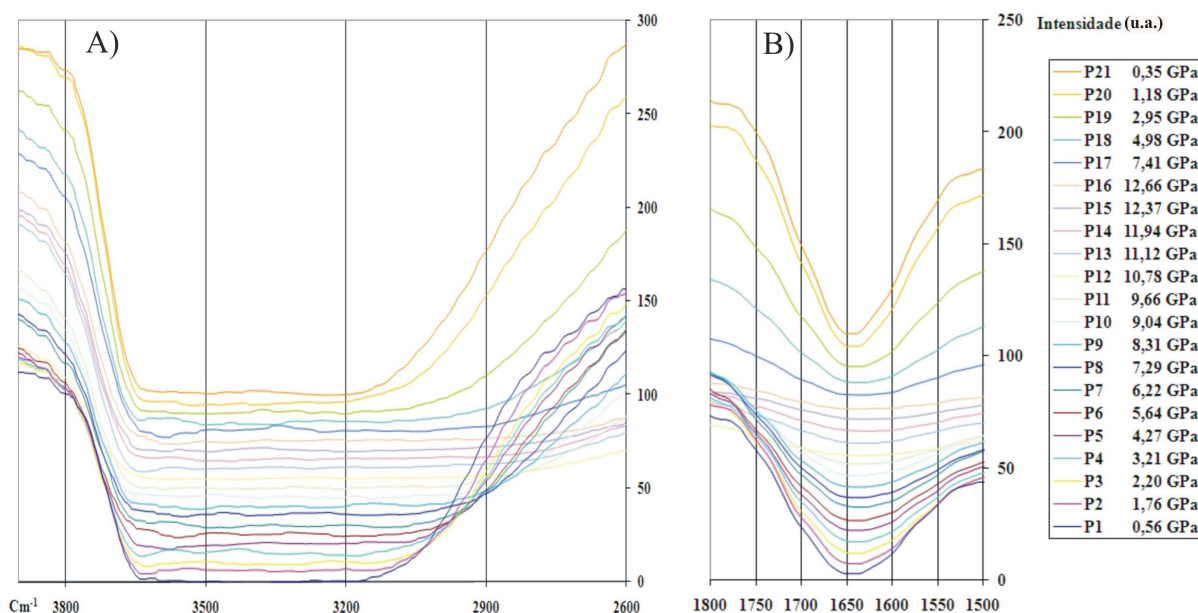 A)
300
250
200
150
100
50
0
Cm⁻¹ 3800 3500 3200 2900 2600
B)
250
200
150
100
50
0
1800 1750 1700 1650 1600 1550 1500
Intensidade (u.a.)
P21 0,35 GPa
P20 1,18 GPa
P19 2,95 GPa
P18 4,98 GPa
P17 7,41 GPa
P16 12,66 GPa
P15 12,37 GPa
P14 11,94 GPa
P13 11,12 GPa
P12 10,78 GPa
P11 9,66 GPa
P10 9,04 GPa
P9 8,31 GPa
P8 7,29 GPa
P7 6,22 GPa
P6 5,64 GPa
P5 4,27 GPa
P4 3,21 GPa
P3 2,20 GPa
P2 1,76 GPa
P1 0,56 GPa